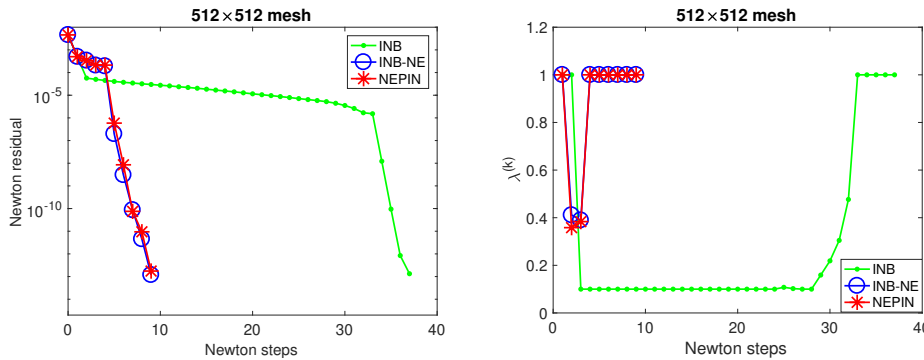 512×512 mesh
Newton residual
10^-5
10^-10
INB
INB-NE
NEPIN
0 10 20 30 40
Newton steps
512×512 mesh
λ^(k)
1.2
1
0.8
0.6
0.4
0.2
0
INB
INB-NE
NEPIN
0 10 20 30 40
Newton steps